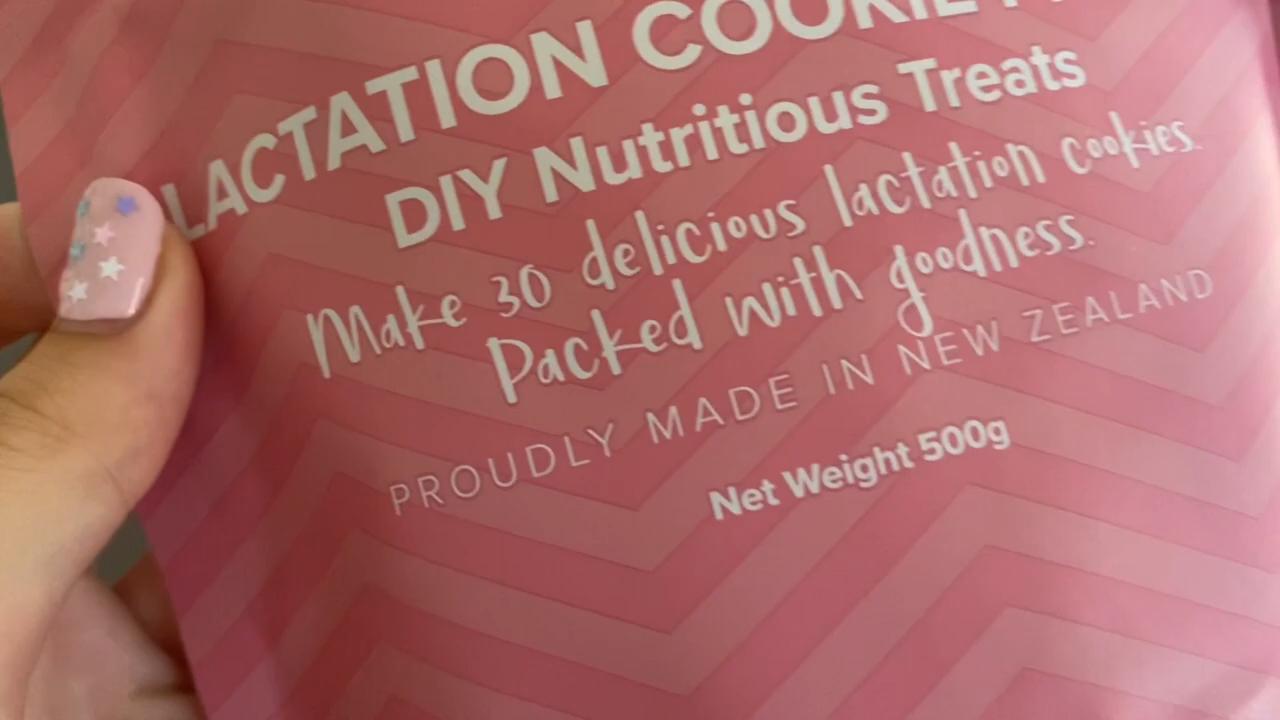 LACTATION COOKIE
DIY Nutritious Treats
Make 30 delicious lactation cookies.
Packed with goodness.
PROUDLY MADE IN NEW ZEALAND
Net Weight 500g